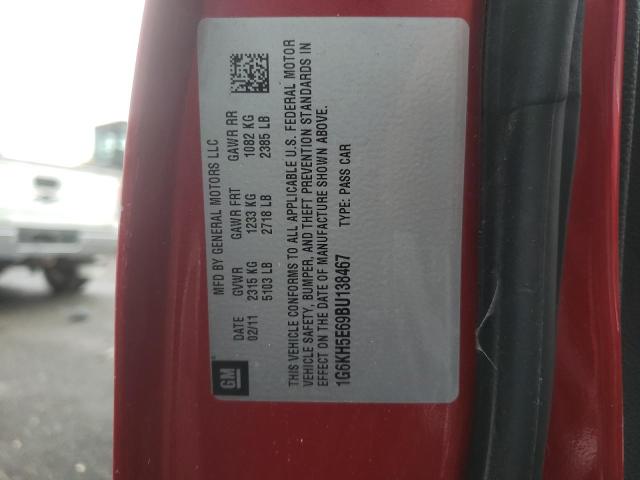 MFD BY GENERAL MOTORS LLC
DATE GVWR GAWR FRT GAWR RR
02/11 2315 KG 1233 KG 1082 KG
5103 LB 2718 LB 2385 LB
THIS VEHICLE CONFORMS TO ALL APPLICABLE U.S. FEDERAL MOTOR
VEHICLE SAFETY, BUMPER, AND THEFT PREVENTION STANDARDS IN
EFFECT ON THE DATE OF MANUFACTURE SHOWN ABOVE.
1G6KH5E69BU138467 TYPE: PASS CAR
GM